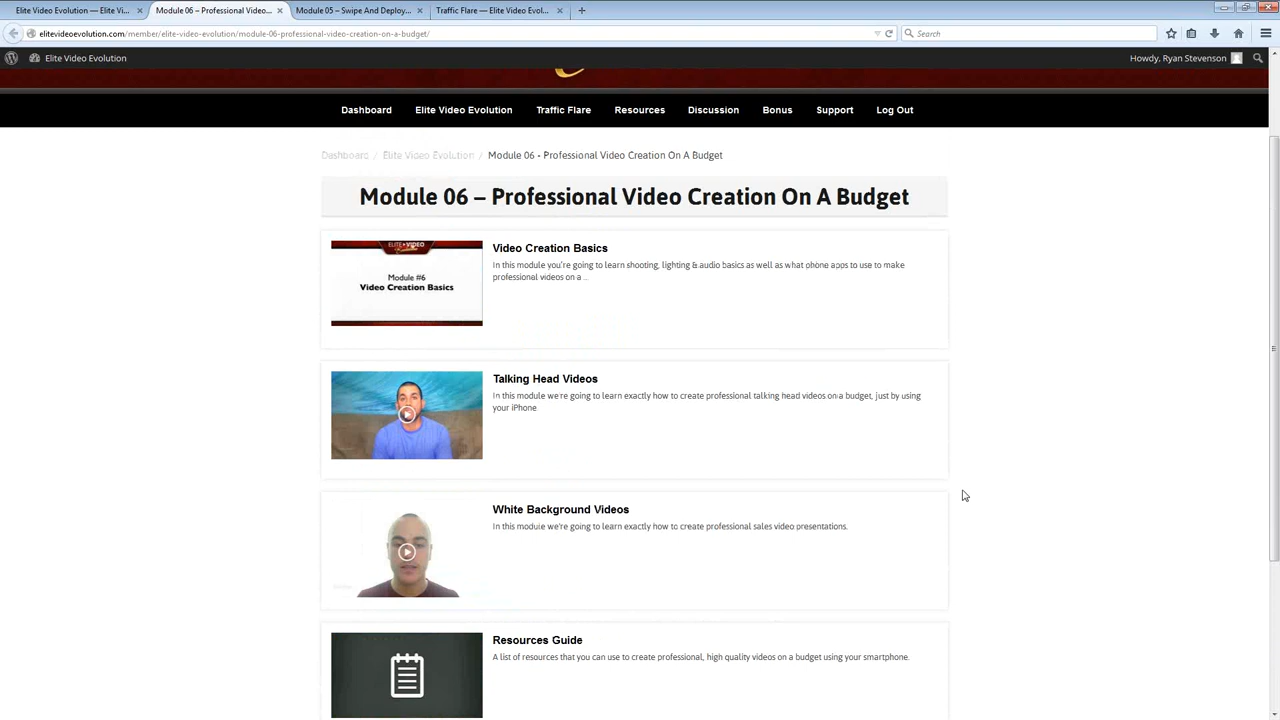 Elite Video Evolution — Elite Vi...
Module 06 – Professional Video...
Module 05 – Swipe And Deploy...
Traffic Flare — Elite Video Evol...
elitevideoevolution.com/member/elite-video-evolution/module-06-professional-video-creation-on-a-budget/
Search
Elite Video Evolution
Howdy, Ryan Stevenson
Dashboard Elite Video Evolution Traffic Flare Resources Discussion Bonus Support Log Out
Dashboard / Elite Video Evolution / Module 06 - Professional Video Creation On A Budget
Module 06 – Professional Video Creation On A Budget
ELITE VIDEO
Module #6
Video Creation Basics
Video Creation Basics
In this module you're going to learn shooting, lighting & audio basics as well as what phone apps to use to make
professional videos on a ...
Talking Head Videos
In this module we're going to learn exactly how to create professional talking head videos on a budget, just by using
your iPhone
White Background Videos
In this module we're going to learn exactly how to create professional sales video presentations.
Resources Guide
A list of resources that you can use to create professional, high quality videos on a budget using your smartphone.